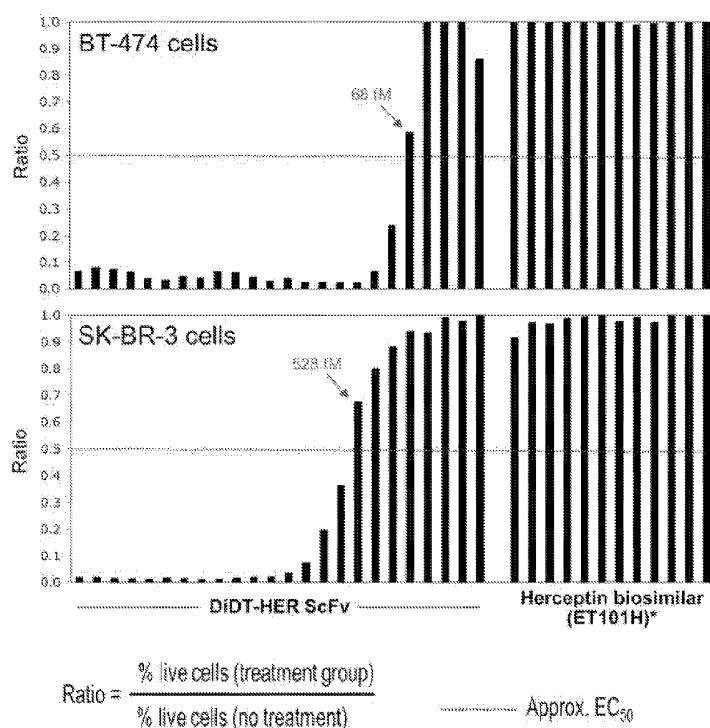 BT-474 cells
1.0
0.9
0.8
0.7
0.6
0.5
0.4
0.3
0.2
0.1
0.0
Ratio
66 fM
SK-BR-3 cells
1.0
0.9
0.8
0.7
0.6
0.5
0.4
0.3
0.2
0.1
0.0
Ratio
528 fM
DiDT-HER ScFv
Herceptin biosimilar
(ET101H)*
Ratio = % live cells (treatment group)
% live cells (no treatment)
Approx. EC50